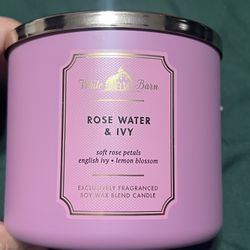 White Barn
ROSE WATER
& IVY
soft rose petals
english ivy • lemon blossom
EXCLUSIVELY FRAGRANCED
SOY WAX BLEND CANDLE